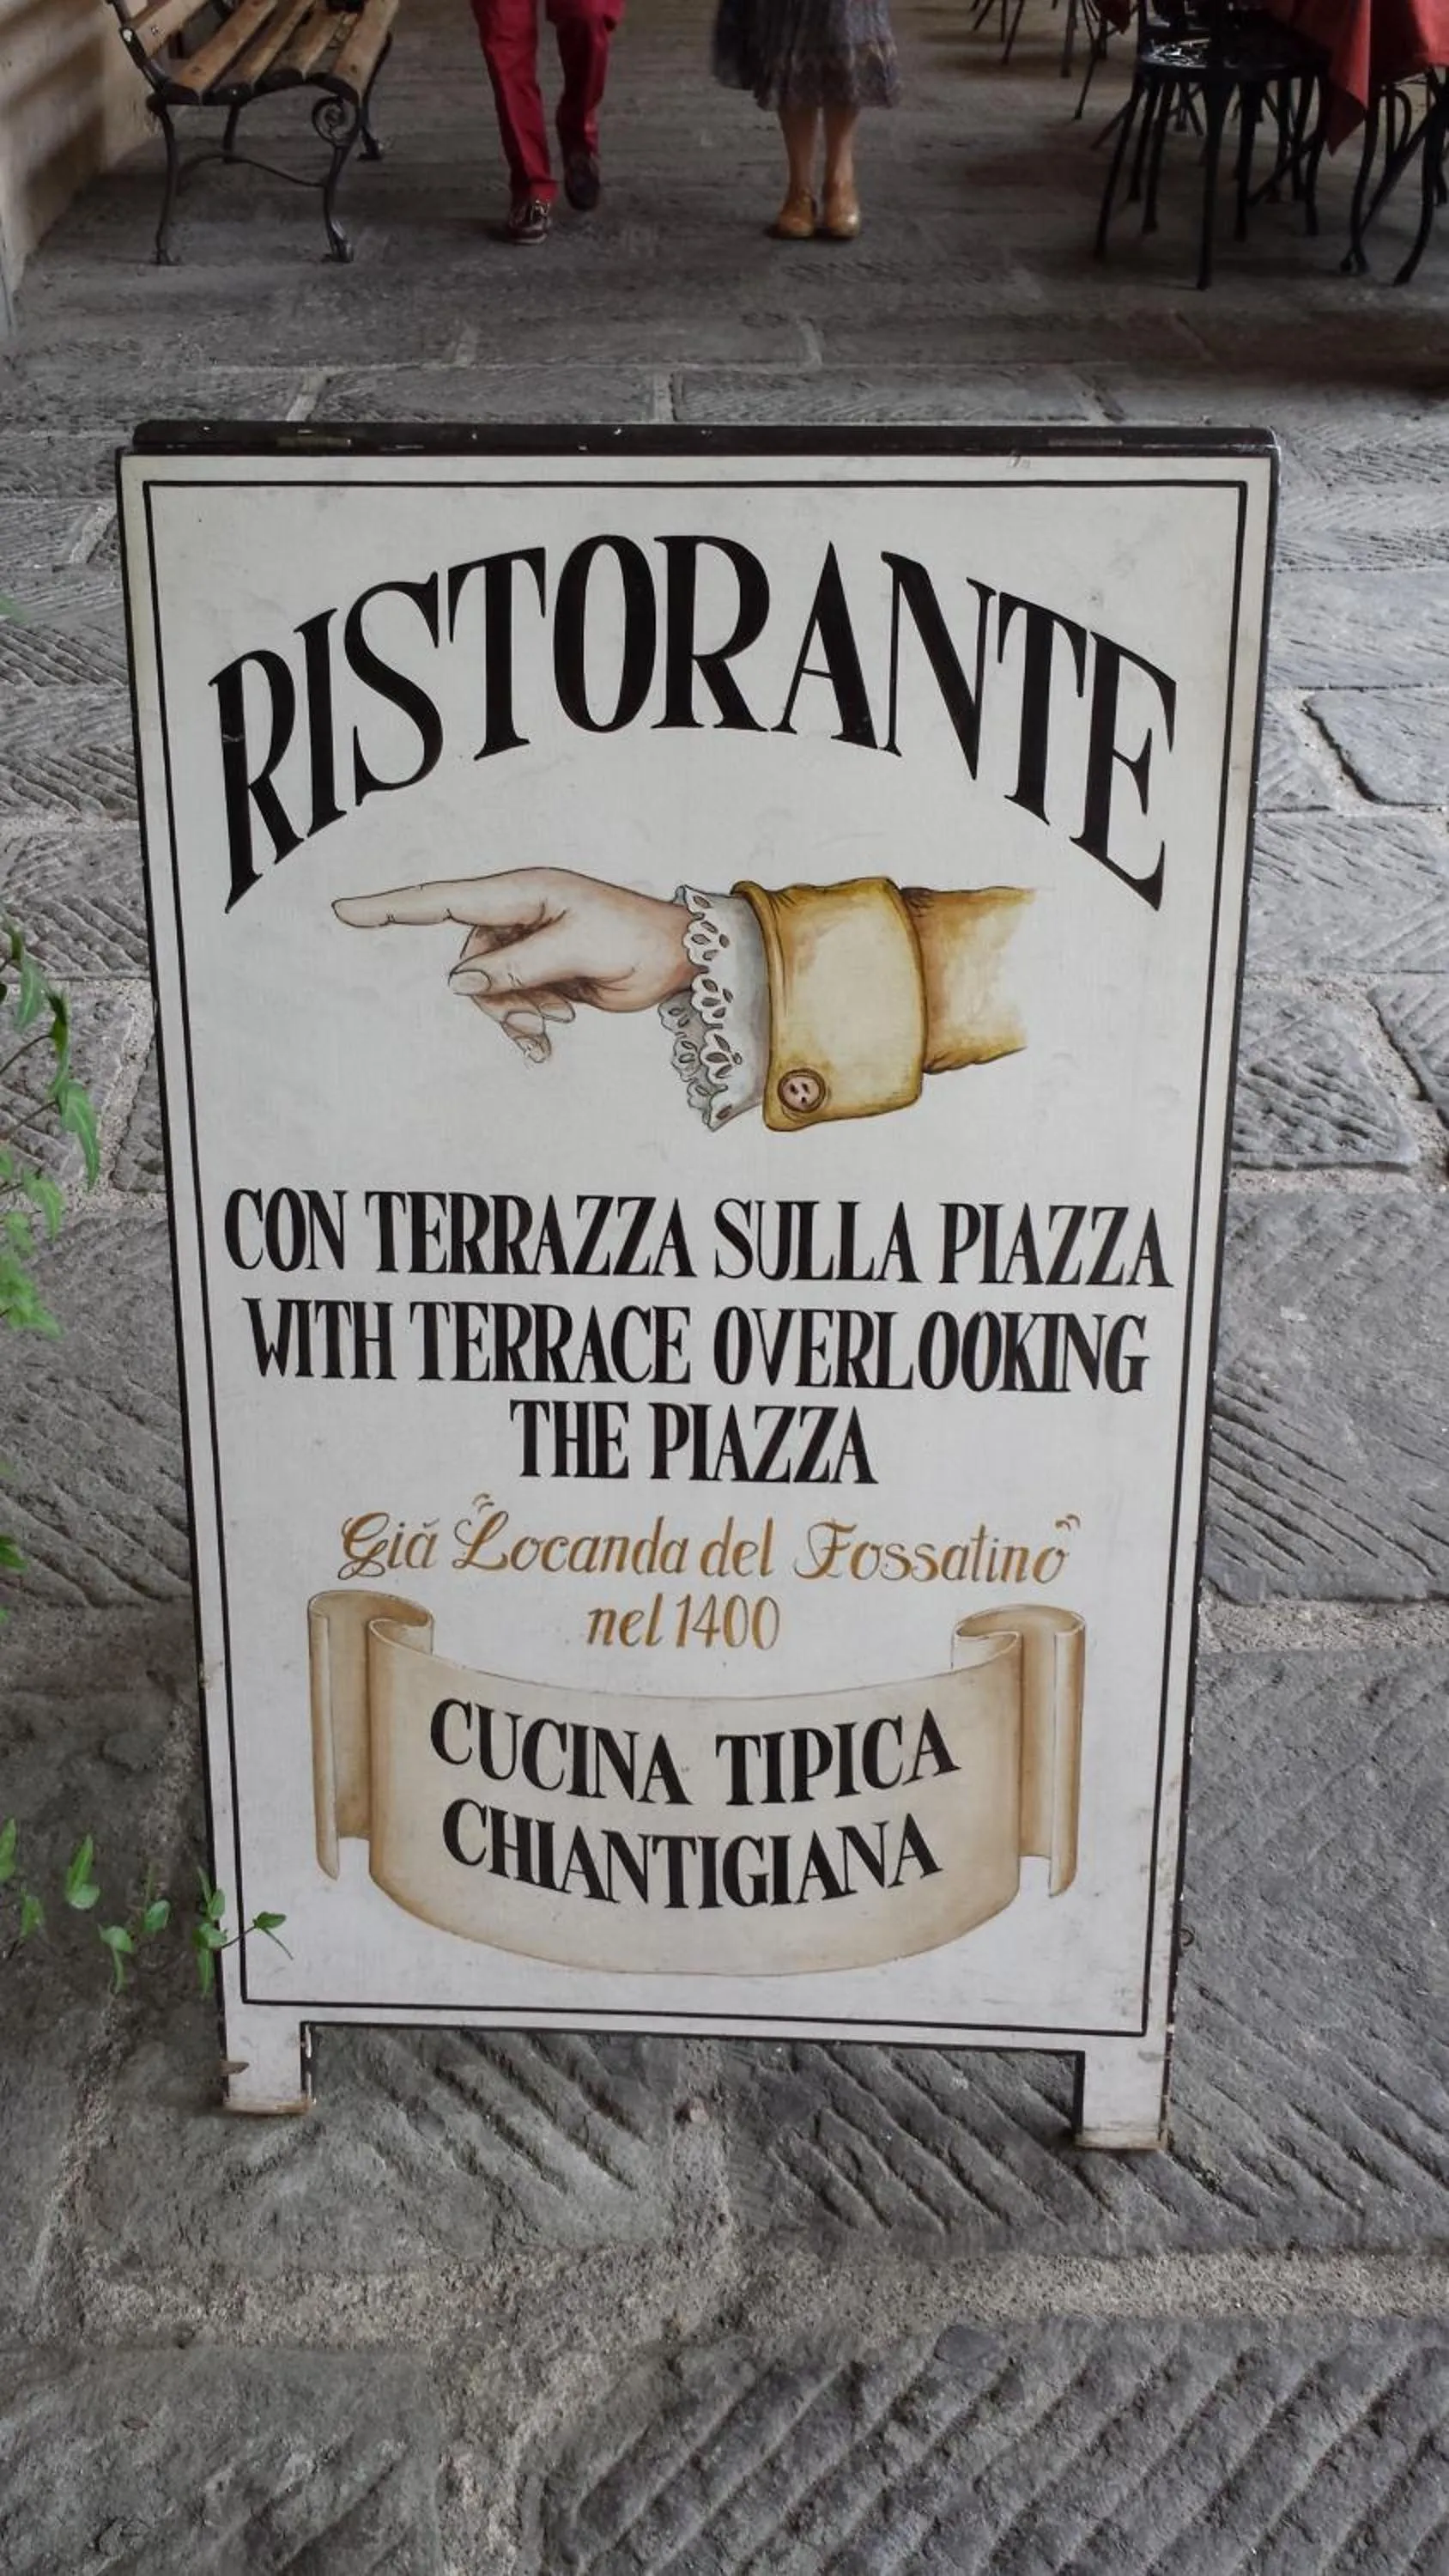 RISTORANTE
CON TERRAZZA SULLA PIAZZA
WITH TERRACE OVERLOOKING
THE PIAZZA
Già "Locanda del Fossatino"
nel 1400
CUCINA TIPICA
CHIANTIGIANA